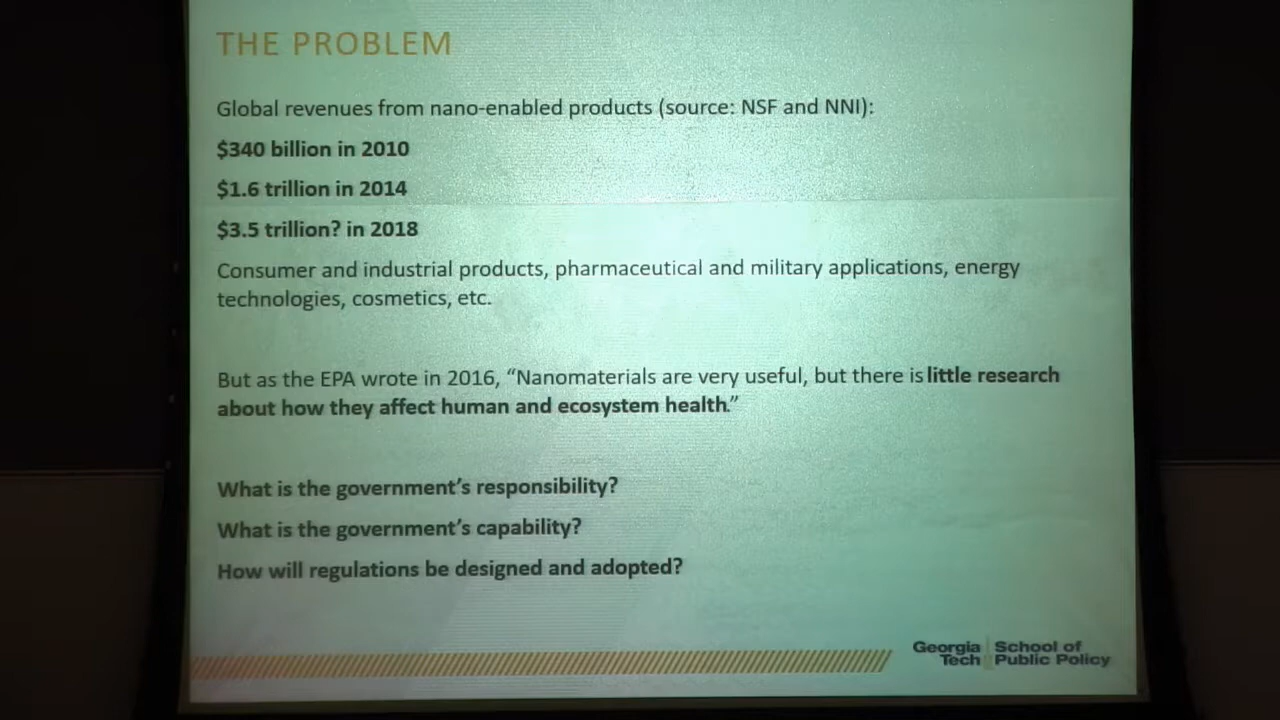 THE PROBLEM
Global revenues from nano-enabled products (source: NSF and NNI):
$340 billion in 2010
$1.6 trillion in 2014
$3.5 trillion? in 2018
Consumer and industrial products, pharmaceutical and military applications, energy
technologies, cosmetics, etc.
But as the EPA wrote in 2016, “Nanomaterials are very useful, but there is little research
about how they affect human and ecosystem health.”
What is the government’s responsibility?
What is the government’s capability?
How will regulations be designed and adopted?
Georgia School of
Tech Public Policy